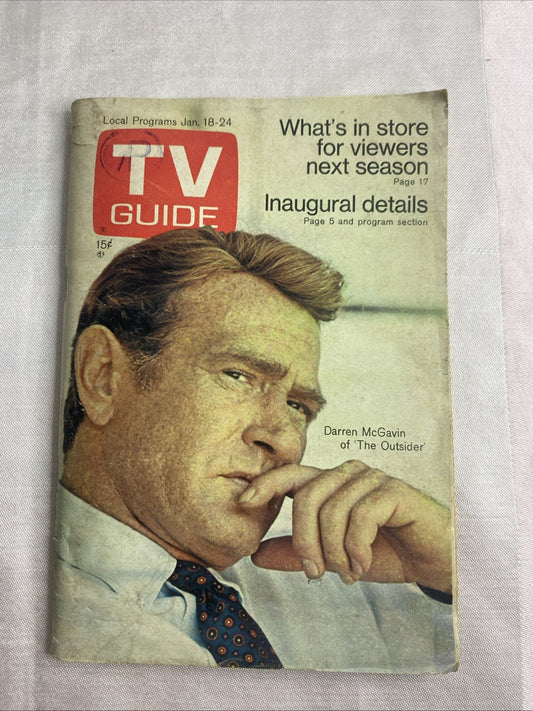 Local Programs Jan. 18-24
TV
GUIDE
15¢
What's in store
for viewers
next season
Page 17
Inaugural details
Page 5 and program section
Darren McGavin
of 'The Outsider'